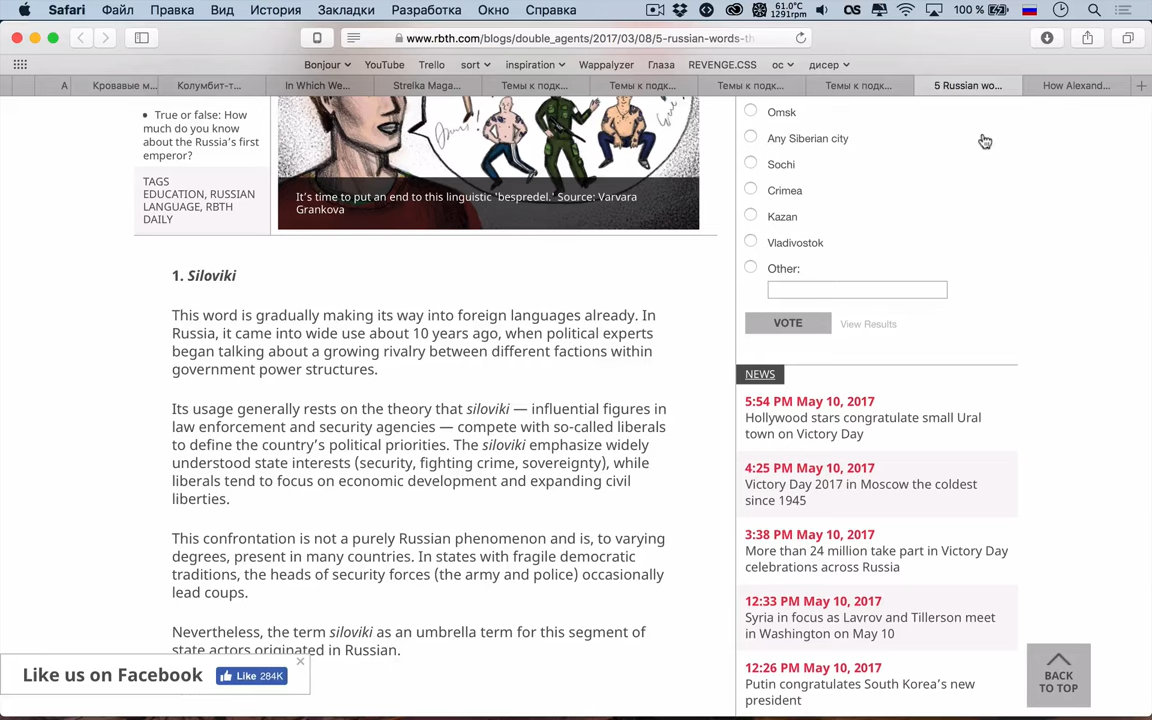 Safari Файл Правка Вид История Закладки Разработка Окно Справка
61.0°C
1291rpm
100 %
www.rbth.com/blogs/double_agents/2017/03/08/5-russian-words-th
Bonjour YouTube Trello sort inspiration Wappalyzer Глаза REVENGE.CSS ос дисер
А Кровавые м... Колумбит-т... In Which We... Strelka Maga... Темы к подк... Темы к подк... Темы к подк... Темы к подк... 5 Russian wo... How Alexand...
• True or false: How
much do you know
about the Russia's first
emperor?
TAGS
EDUCATION, RUSSIAN
LANGUAGE, RBTH
DAILY
It's time to put an end to this linguistic 'bespredel.' Source: Varvara
Grankova
1. Siloviki
This word is gradually making its way into foreign languages already. In
Russia, it came into wide use about 10 years ago, when political experts
began talking about a growing rivalry between different factions within
government power structures.
Its usage generally rests on the theory that siloviki — influential figures in
law enforcement and security agencies — compete with so-called liberals
to define the country's political priorities. The siloviki emphasize widely
understood state interests (security, fighting crime, sovereignty), while
liberals tend to focus on economic development and expanding civil
liberties.
This confrontation is not a purely Russian phenomenon and is, to varying
degrees, present in many countries. In states with fragile democratic
traditions, the heads of security forces (the army and police) occasionally
lead coups.
Nevertheless, the term siloviki as an umbrella term for this segment of
state actors originated in Russian.
Omsk
Any Siberian city
Sochi
Crimea
Kazan
Vladivostok
Other:
VOTE View Results
NEWS
5:54 PM May 10, 2017
Hollywood stars congratulate small Ural
town on Victory Day
4:25 PM May 10, 2017
Victory Day 2017 in Moscow the coldest
since 1945
3:38 PM May 10, 2017
More than 24 million take part in Victory Day
celebrations across Russia
12:33 PM May 10, 2017
Syria in focus as Lavrov and Tillerson meet
in Washington on May 10
12:26 PM May 10, 2017
Putin congratulates South Korea's new
president
Like us on Facebook Like 284K
BACK
TO TOP